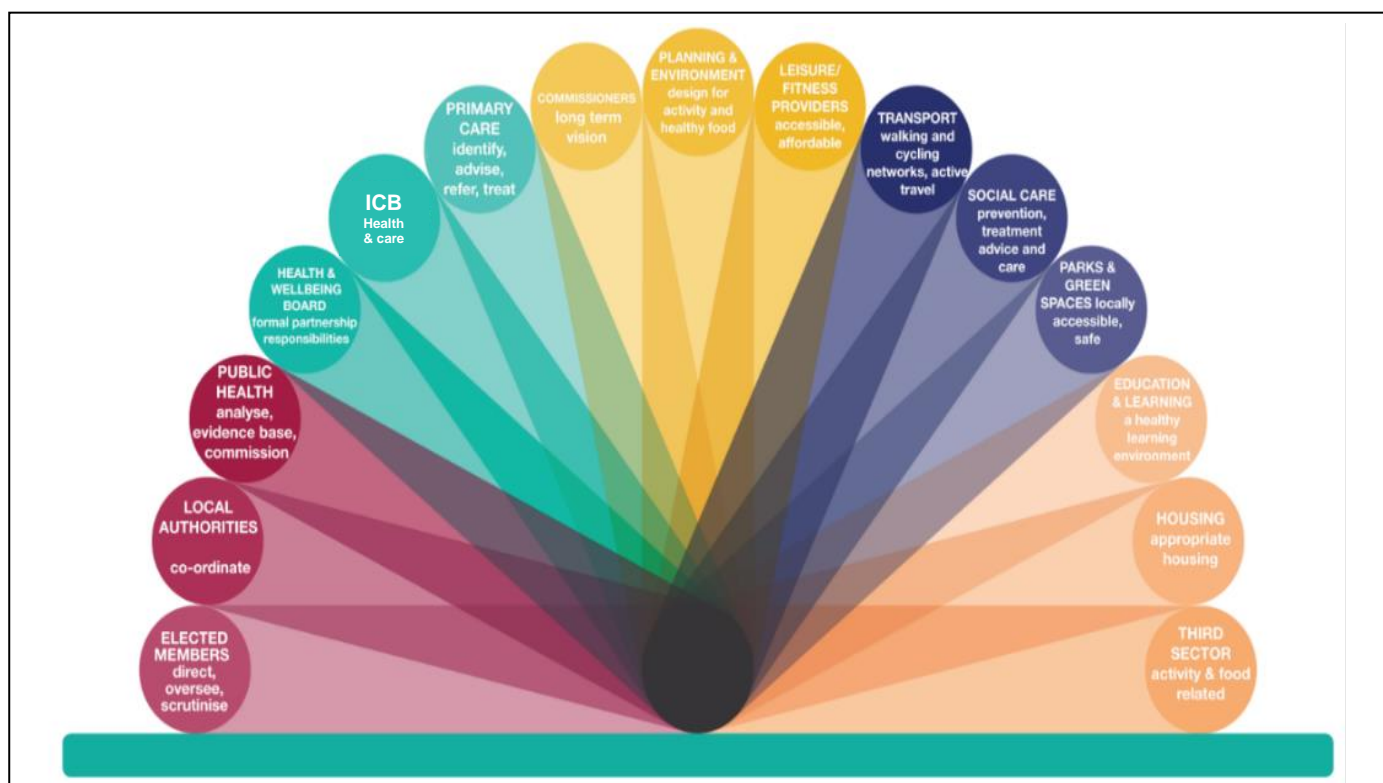 ELECTED
MEMBERS
direct,
oversee,
scrutinise
LOCAL
AUTHORITIES
co-ordinate
PUBLIC
HEALTH
analyse,
evidence base,
commission
HEALTH &
WELLBEING
BOARD
formal partnership
responsibilities
ICB
Health
& care
PRIMARY
CARE
identify,
advise,
refer, treat
COMMISSIONERS
long term
vision
PLANNING &
ENVIRONMENT
design for
activity and
healthy food
LEISURE/
FITNESS
PROVIDERS
accessible,
affordable
TRANSPORT
walking and
cycling
networks, active
travel
SOCIAL CARE
prevention,
treatment
advice and
care
PARKS &
GREEN
SPACES locally
accessible,
safe
EDUCATION
& LEARNING
a healthy
learning
environment
HOUSING
appropriate
housing
THIRD
SECTOR
activity & food
related